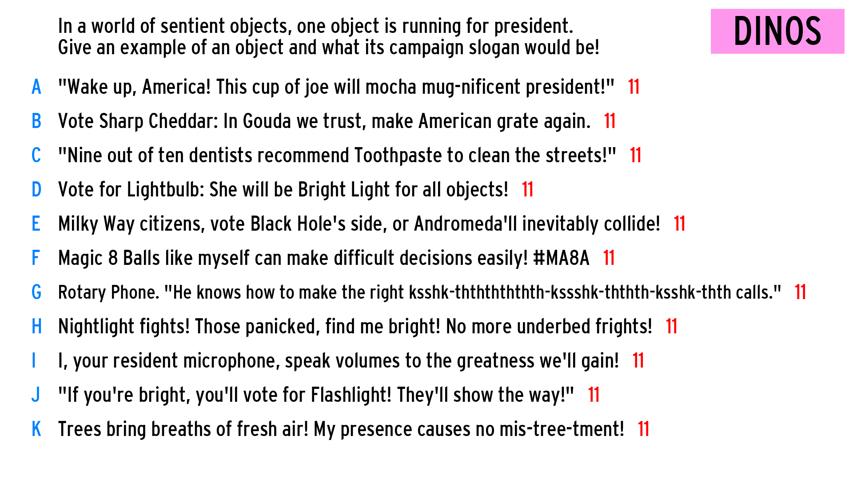 In a world of sentient objects, one object is running for president.
Give an example of an object and what its campaign slogan would be!
DINOS
A "Wake up, America! This cup of joe will mocha mug-nificent president!" 11
B Vote Sharp Cheddar: In Gouda we trust, make American grate again. 11
C "Nine out of ten dentists recommend Toothpaste to clean the streets!" 11
D Vote for Lightbulb: She will be Bright Light for all objects! 11
E Milky Way citizens, vote Black Hole's side, or Andromeda'll inevitably collide! 11
F Magic 8 Balls like myself can make difficult decisions easily! #MA8A 11
G Rotary Phone. "He knows how to make the right ksshk-thththththth-kssshk-dththth-ksshk-thth calls." 11
H Nightlight fights! Those panicked, find me bright! No more underbed frights! 11
I I, your resident microphone, speak volumes to the greatness we'll gain! 11
J "If you're bright, you'll vote for Flashlight! They'll show the way!" 11
K Trees bring breaths of fresh air! My presence causes no mis-tree-tment! 11